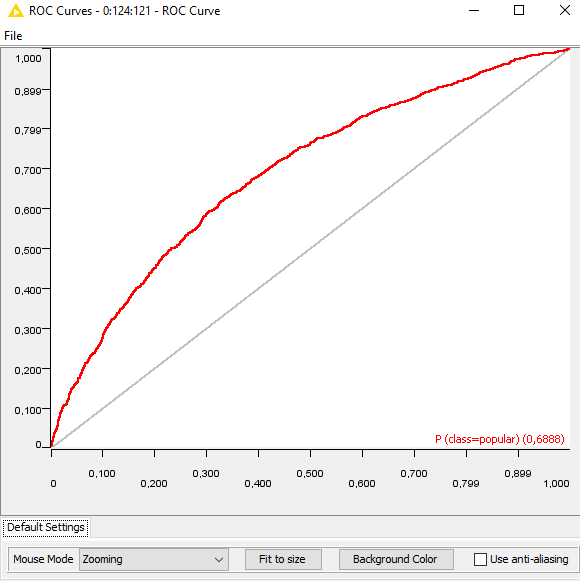 ROC Curves - 0:124:121 - ROC Curve
File
1,000
0,899
0,799
0,700
0,600
0,500
0,400
0,300
0,200
0,100
0
P (class=popular) (0,6888)
0,100 0,300 0,500 0,700 0,899
0 0,200 0,400 0,600 0,799 1,000
Default Settings
Mouse Mode Zooming Fit to size Background Color Use anti-aliasing